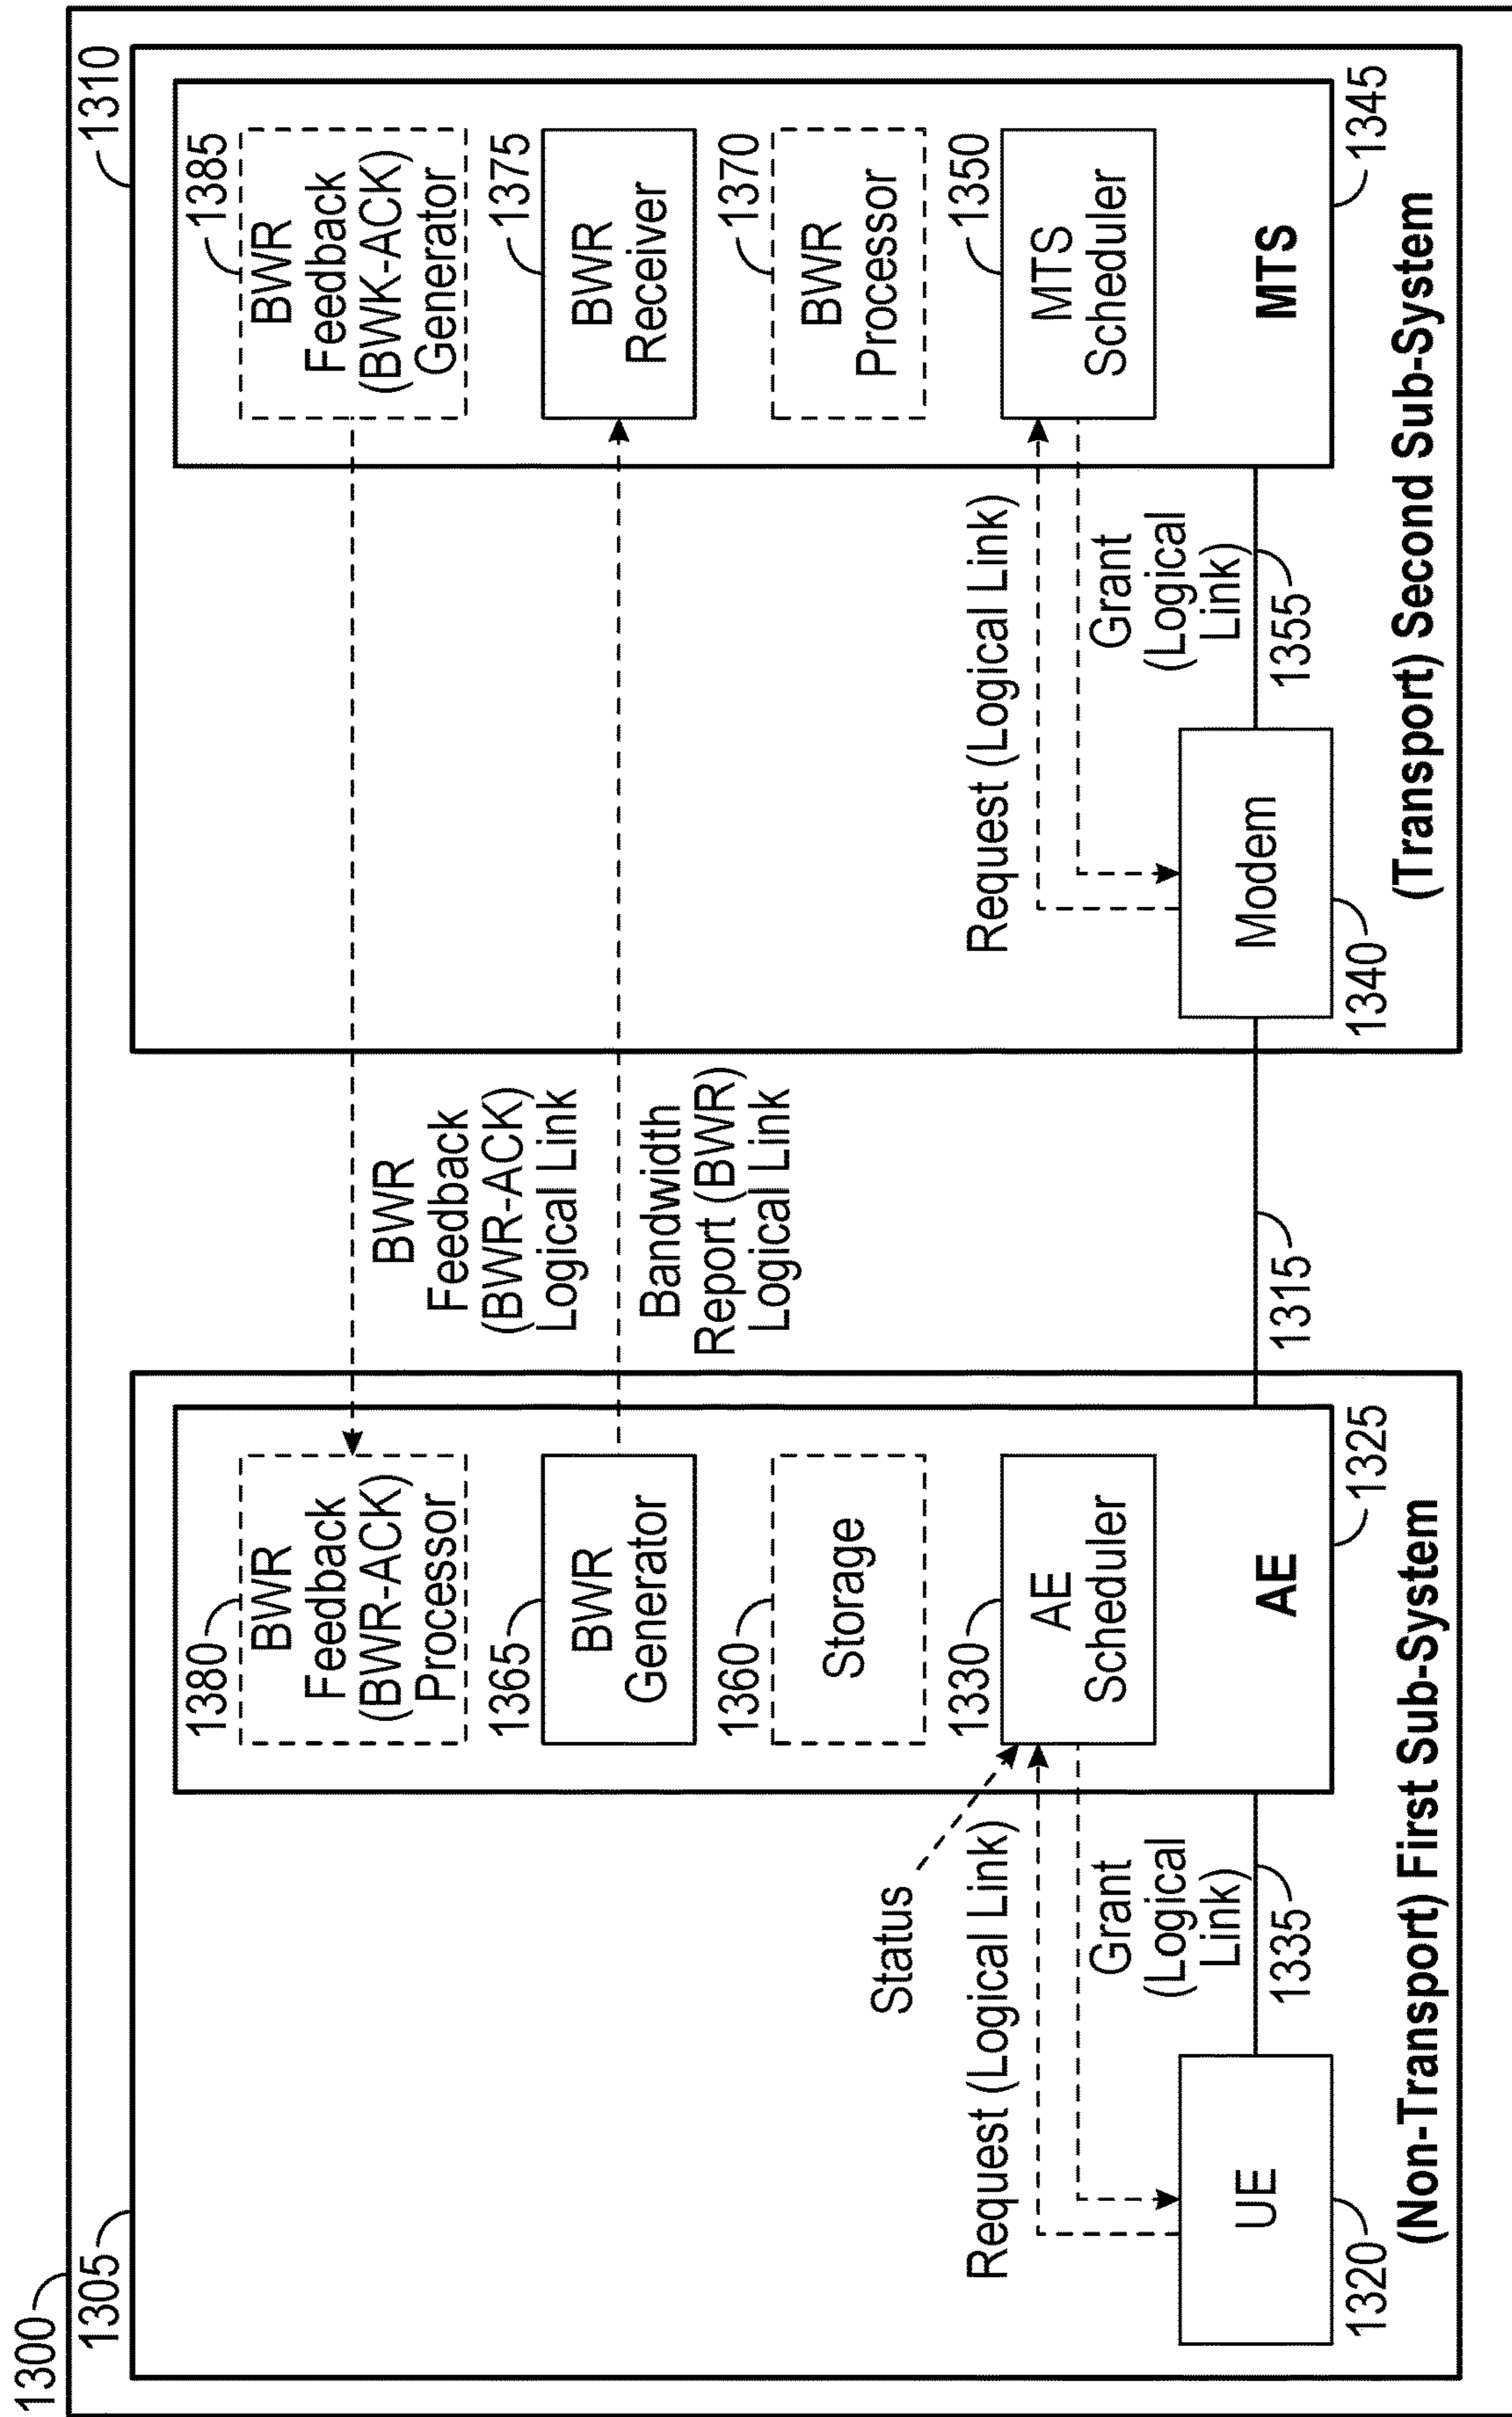 1300
1305
1380
BWR
Feedback
(BWR-ACK)
Processor
1365
BWR
Generator
1360
Storage
1330
AE
Scheduler
AE
1325
Status
Request (Logical Link)
Grant
(Logical
Link)
1335
UE
1320
(Non-Transport) First Sub-System
BWR
Feedback
(BWR-ACK)
Logical Link
Bandwidth
Report (BWR)
Logical Link
1315
1310
1385
BWR
Feedback
(BWK-ACK)
Generator
1375
BWR
Receiver
1370
BWR
Processor
1350
MTS
Scheduler
MTS
1345
Request (Logical Link)
Grant
(Logical
Link)
1355
Modem
1340
(Transport) Second Sub-System